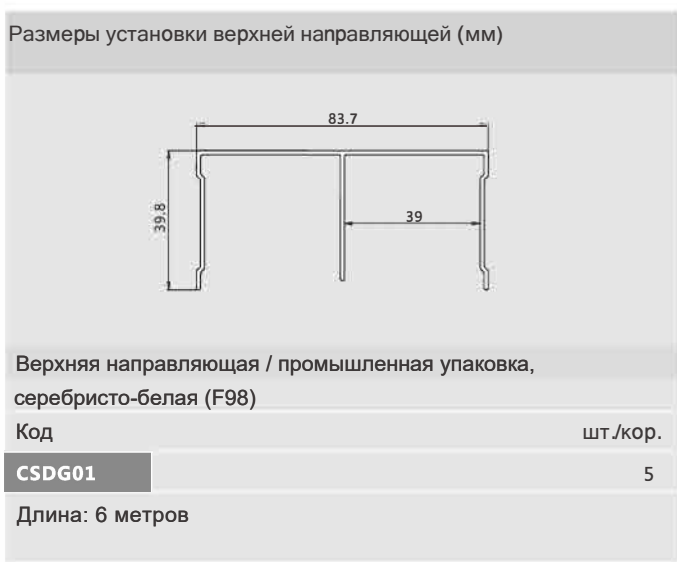 Размеры установки верхней направляющей (мм)
83.7
39.8
39
Верхняя направляющая / промышленная упаковка,
серебристо-белая (F98)
Код шт./кор.
CSDG01 5
Длина: 6 метров